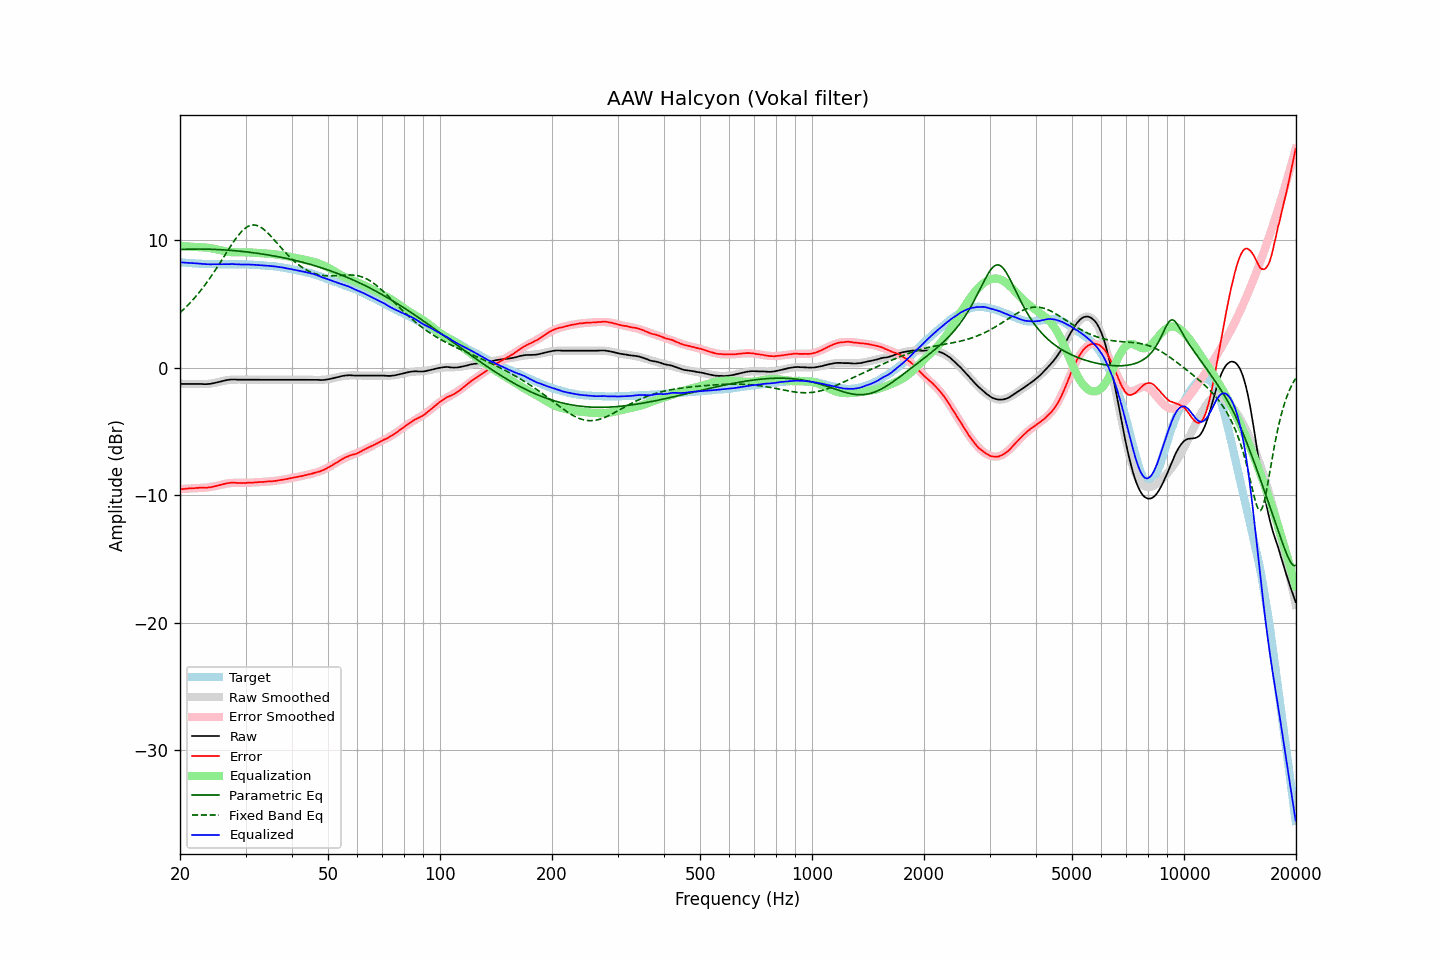 AAW Halcyon (Vokal filter)
Amplitude (dBr)
10
0
−10
−20
−30
Target
Raw Smoothed
Error Smoothed
Raw
Error
Equalization
Parametric Eq
Fixed Band Eq
Equalized
20 50 100 200 500 1000 2000 5000 10000 20000
Frequency (Hz)